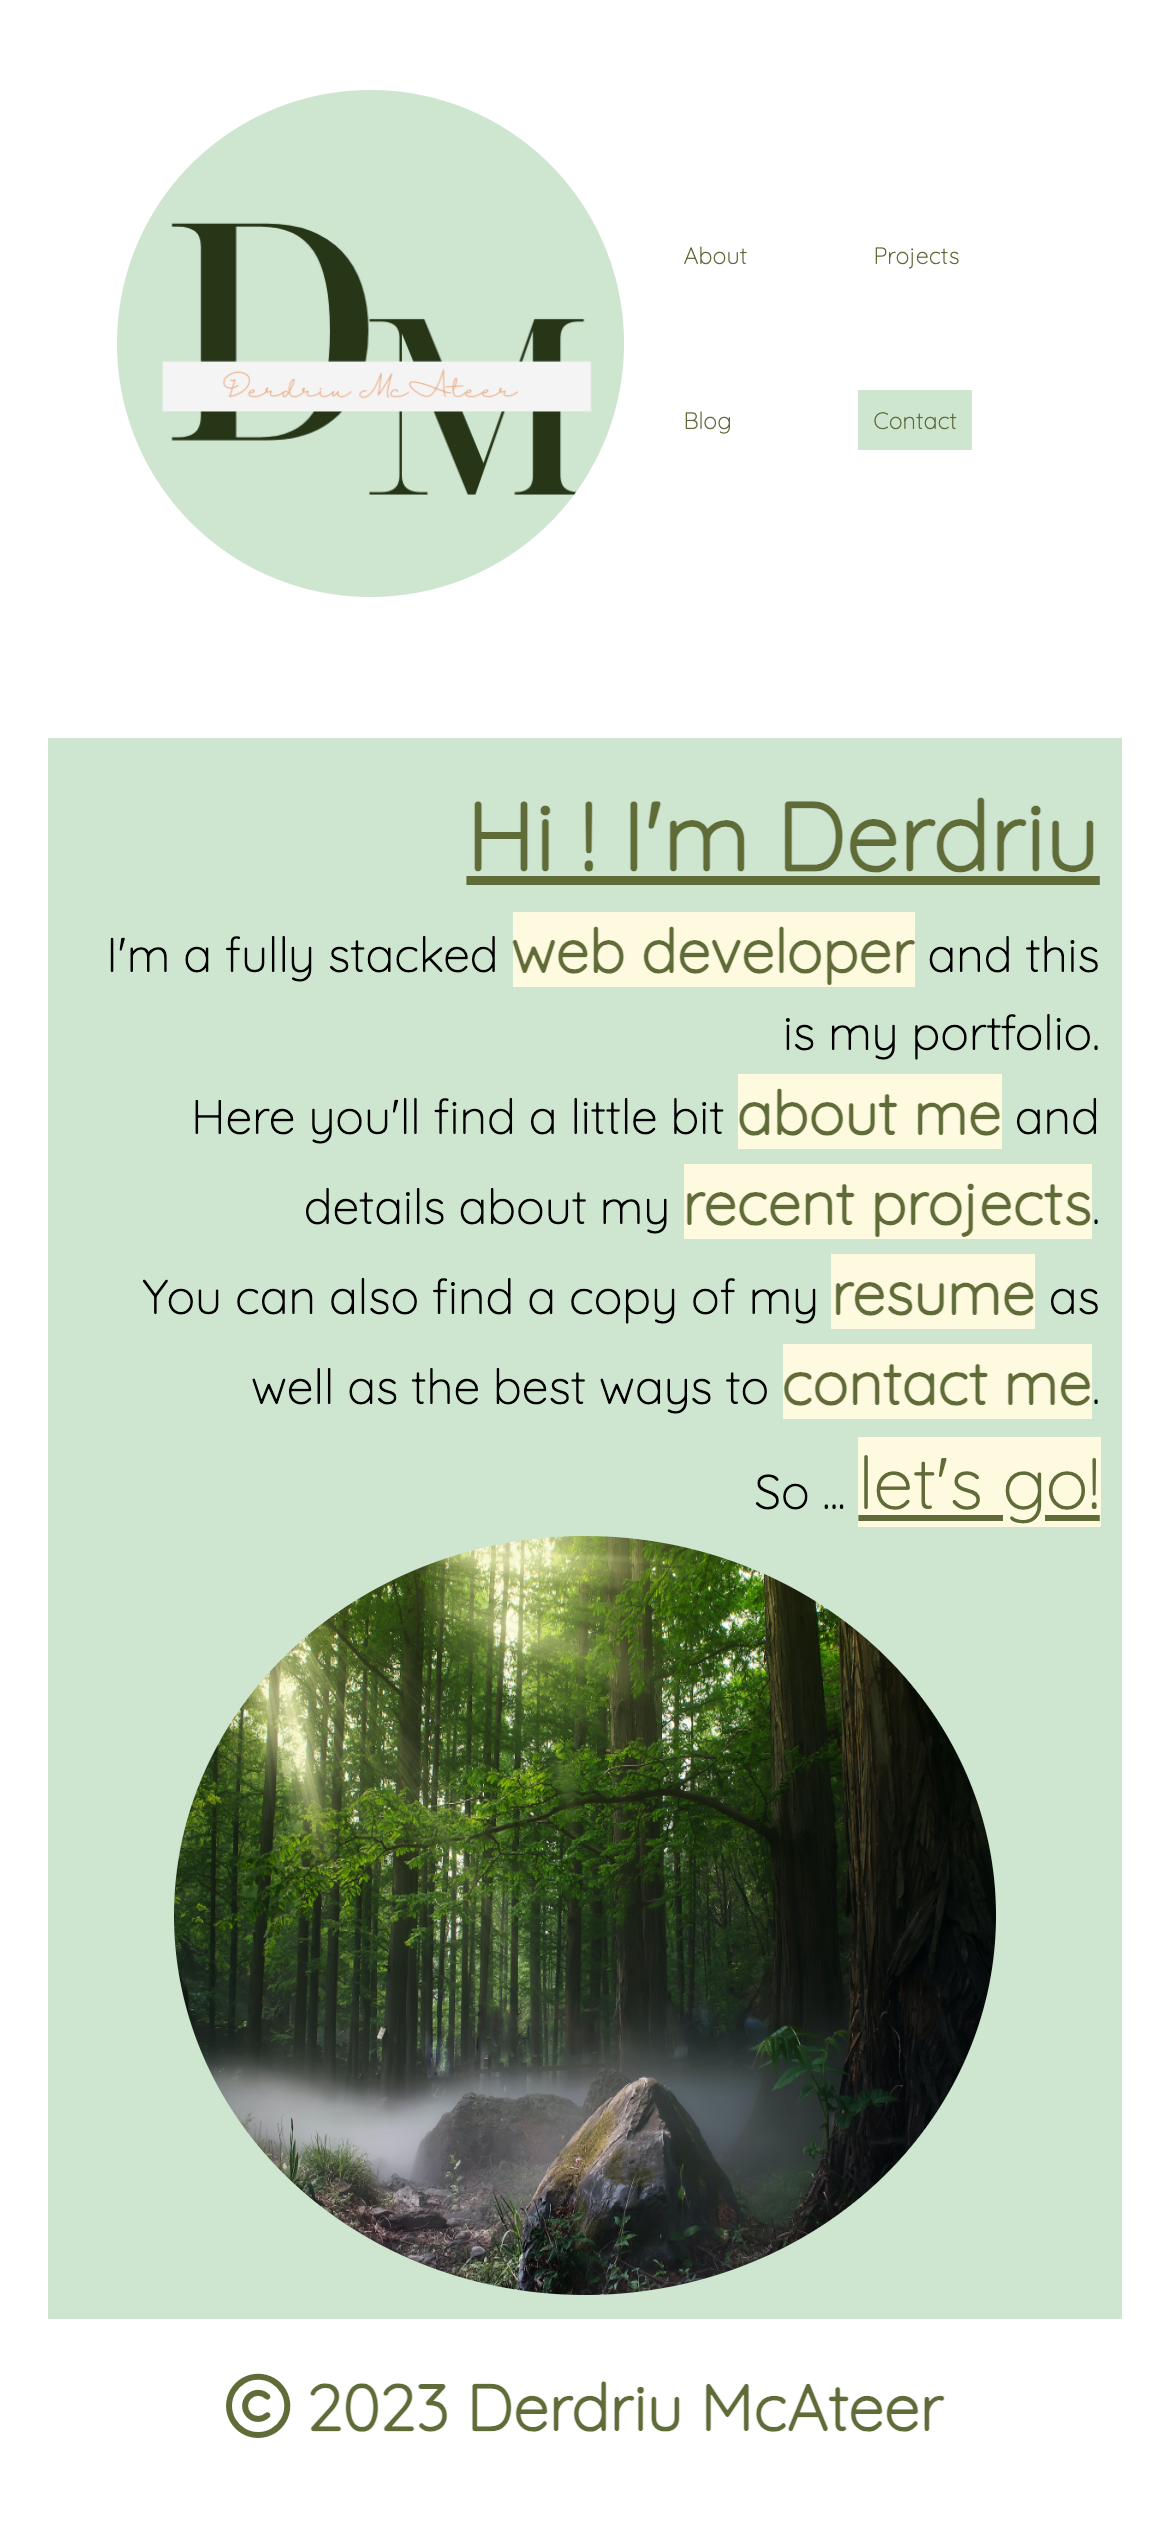 DM
Derdriu McAteer
About Projects
Blog Contact
Hi ! I'm Derdriu
I'm a fully stacked web developer and this
is my portfolio.
Here you'll find a little bit about me and
details about my recent projects.
You can also find a copy of my resume as
well as the best ways to contact me.
So ... let's go!
© 2023 Derdriu McAteer